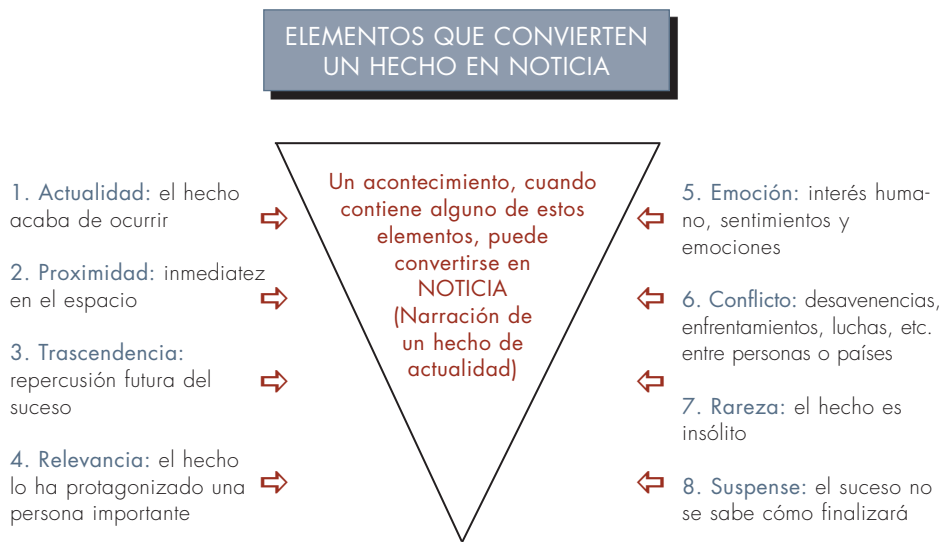 ELEMENTOS QUE CONVIERTEN
UN HECHO EN NOTICIA
1. Actualidad: el hecho
acaba de ocurrir
2. Proximidad: inmediatez
en el espacio
3. Trascendencia:
repercusión futura del
suceso
4. Relevancia: el hecho
lo ha protagonizado una
persona importante
Un acontecimiento, cuando
contiene alguno de estos
elementos, puede
convertirse en
NOTICIA
(Narración de
un hecho de
actualidad)
5. Emoción: interés huma-
no, sentimientos y
emociones
6. Conflicto: desavenencias,
enfrentamientos, luchas, etc.
entre personas o países
7. Rareza: el hecho es
insólito
8. Suspense: el suceso no
se sabe cómo finalizará